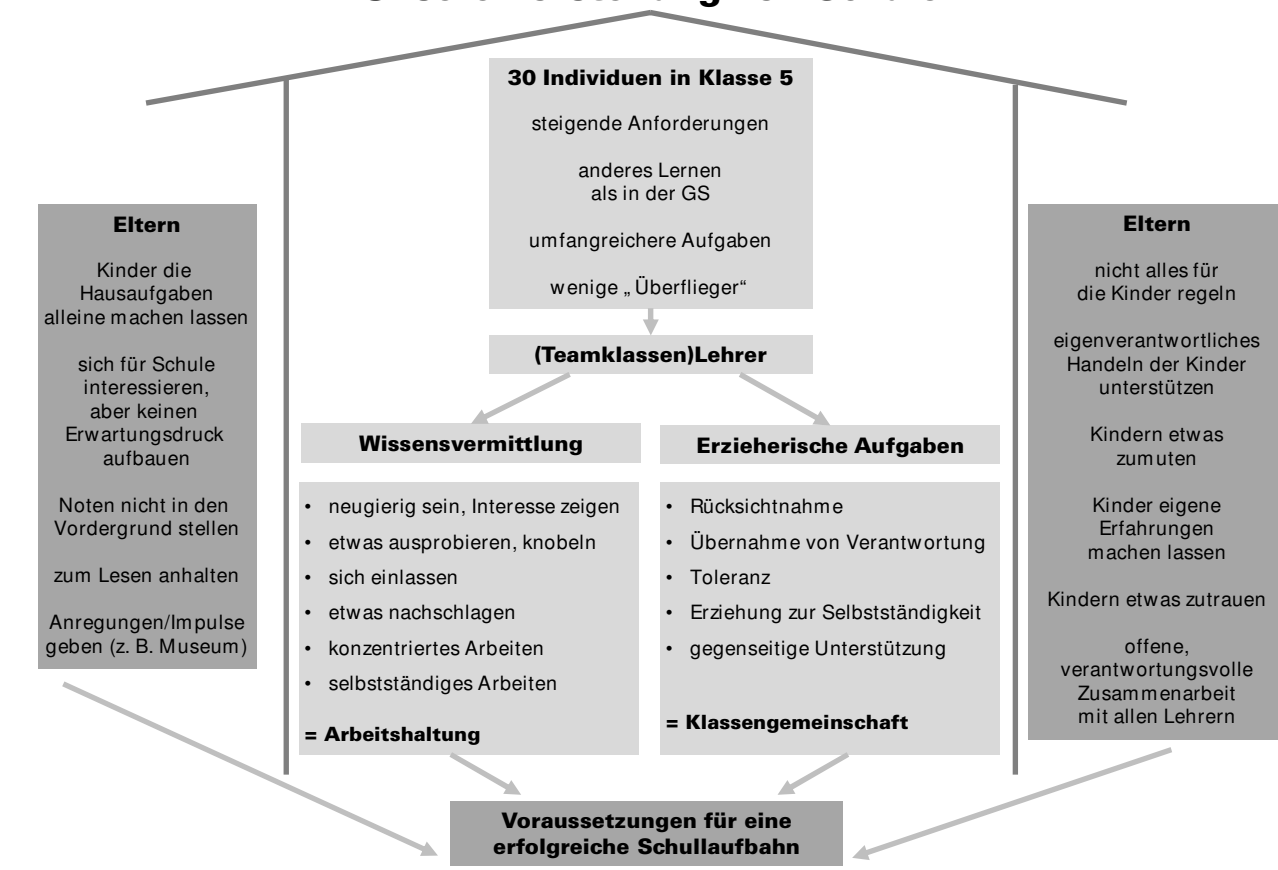 30 Individuen in Klasse 5
steigende Anforderungen
anderes Lernen
als in der GS
umfangreichere Aufgaben
wenige „Überflieger“
(Teamklassen)Lehrer
Eltern
Kinder die
Hausaufgaben
alleine machen lassen
sich für Schule
interessieren,
aber keinen
Erwartungsdruck
aufbauen
Noten nicht in den
Vordergrund stellen
zum Lesen anhalten
Anregungen/Impulse
geben (z. B. Museum)
Wissensvermittlung
• neugierig sein, Interesse zeigen
• etwas ausprobieren, knobeln
• sich einlassen
• etwas nachschlagen
• konzentriertes Arbeiten
• selbstständiges Arbeiten
= Arbeitshaltung
Erzieherische Aufgaben
• Rücksichtnahme
• Übernahme von Verantwortung
• Toleranz
• Erziehung zur Selbstständigkeit
• gegenseitige Unterstützung
= Klassengemeinschaft
Eltern
nicht alles für
die Kinder regeln
eigenverantwortliches
Handeln der Kinder
unterstützen
Kindern etwas
zumuten
Kinder eigene
Erfahrungen
machen lassen
Kindern etwas zutrauen
offene,
verantwortungsvolle
Zusammenarbeit
mit allen Lehrern
Voraussetzungen für eine
erfolgreiche Schullaufbahn